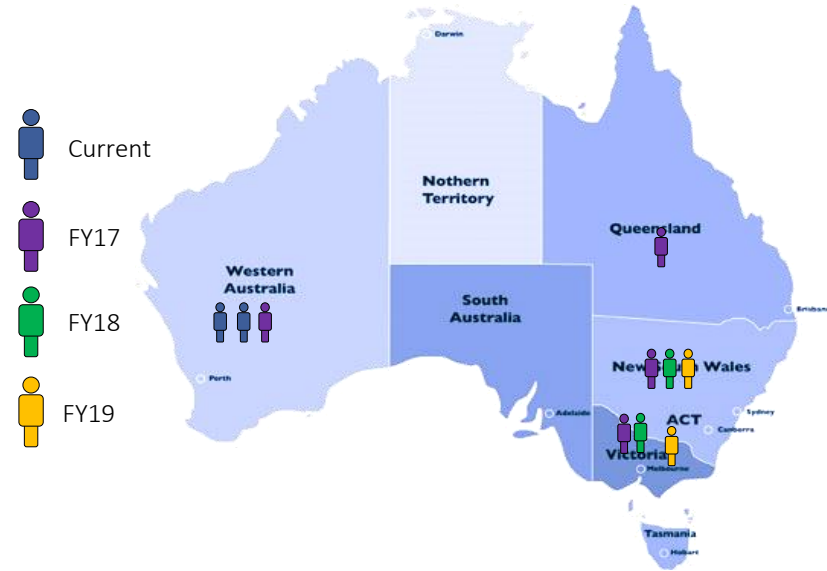 Current
FY17
FY18
FY19
Darwin
Nothern
Territory
Queensland
Western
Australia
South
Australia
Brisbane
Perth
New South Wales
Adelaide
Sydney
ACT
Canberra
Victoria
Melbourne
Tasmania
Hobart